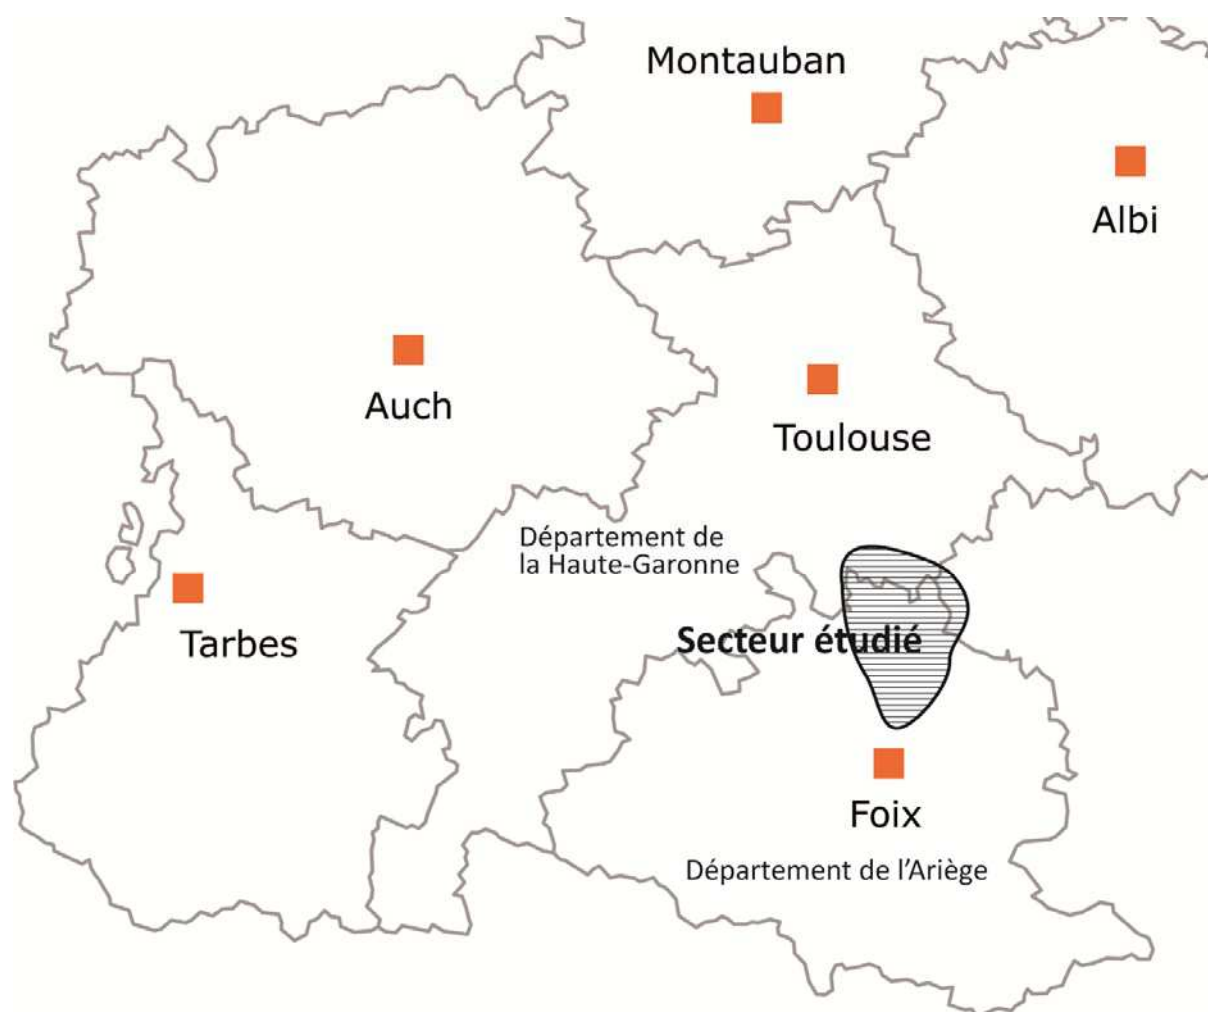 Montauban
Albi
Auch
Toulouse
Département de
la Haute-Garonne
Secteur étudié
Tarbes
Foix
Département de l’Ariège